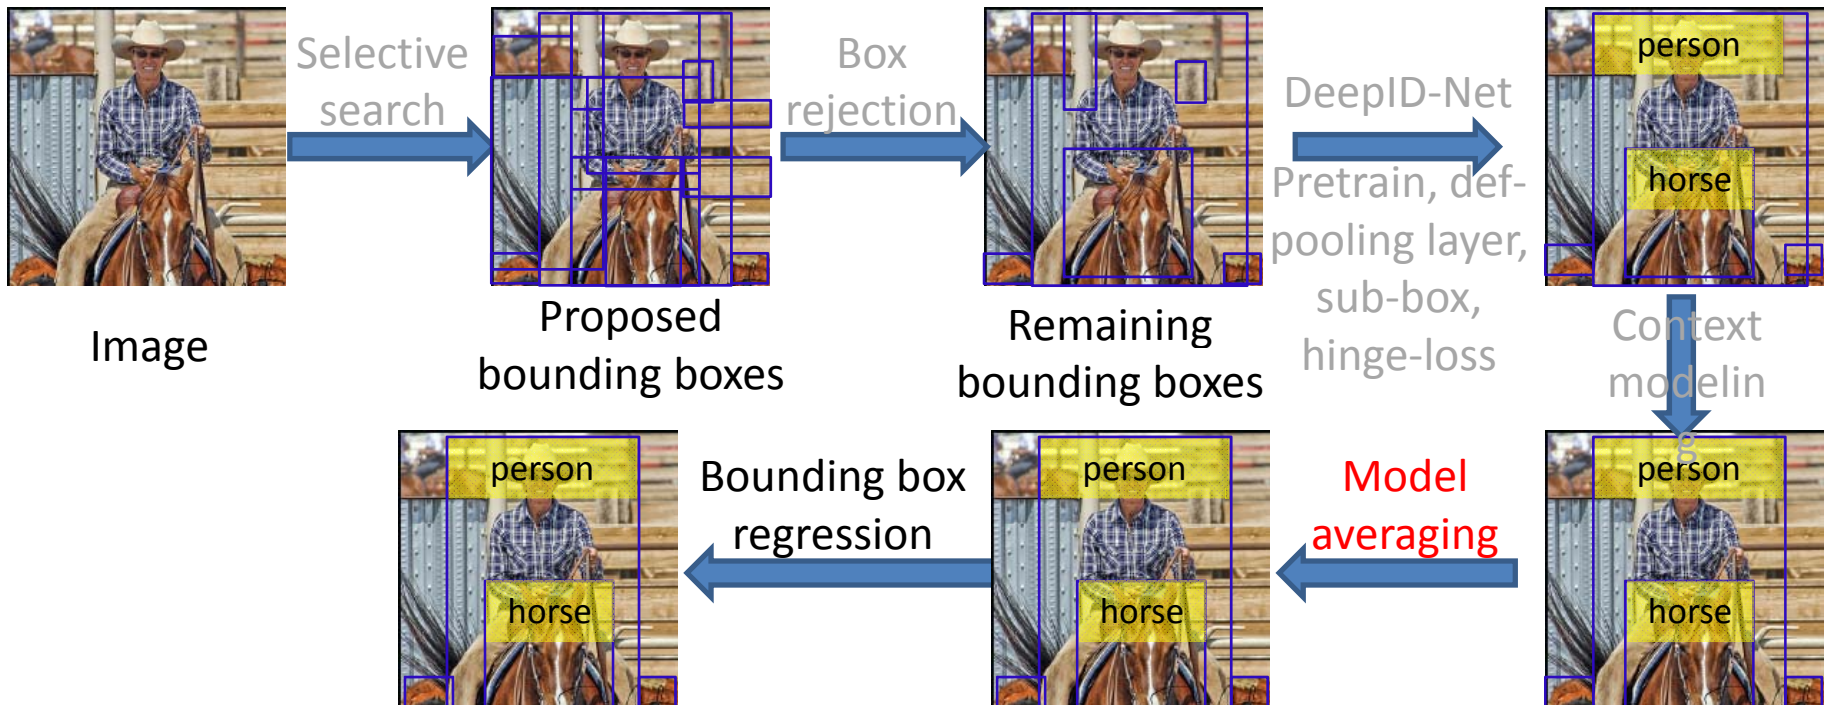 Selective
search
Box
rejection
DeepID-Net
Pretrain, def-
pooling layer,
sub-box,
hinge-loss
person
horse
Image
Proposed
bounding boxes
Remaining
bounding boxes
Context
modelin
g
person
horse
Model
averaging
person
horse
Bounding box
regression
person
horse